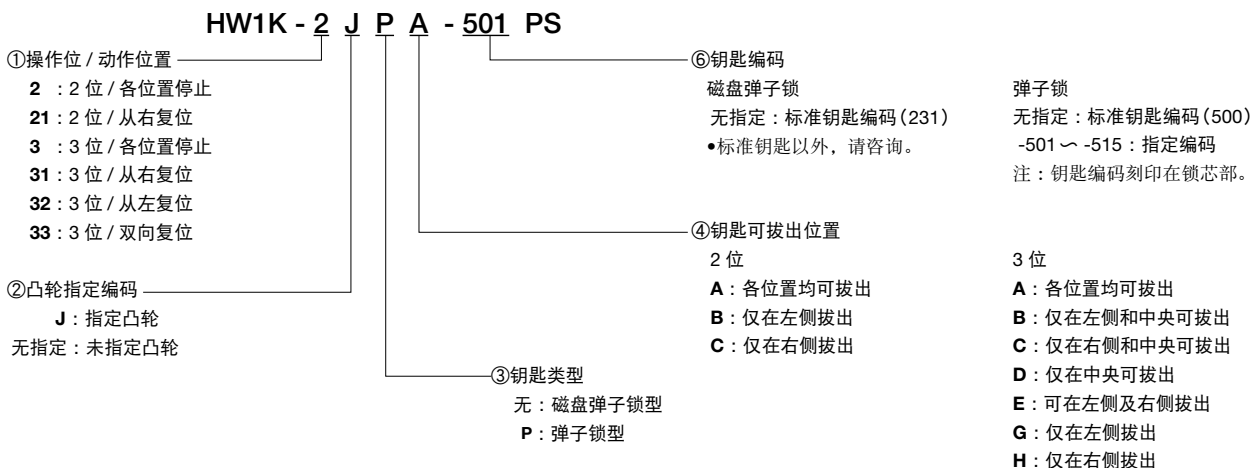 HW1K - 2 J P A - 501 PS
①操作位 / 动作位置
2 ：2 位 / 各位置停止
21：2 位 / 从右复位
3 ：3 位 / 各位置停止
31：3 位 / 从右复位
32：3 位 / 从左复位
33：3 位 / 双向复位
②凸轮指定编码
J：指定凸轮
无指定：未指定凸轮
③钥匙类型
无：磁盘弹子锁型
P：弹子锁型
⑥钥匙编码
磁盘弹子锁
无指定：标准钥匙编码(231)
•标准钥匙以外，请咨询。
弹子锁
无指定：标准钥匙编码(500)
-501～-515：指定编码
注：钥匙编码刻印在锁芯部。
④钥匙可拔出位置
2 位
A：各位置均可拔出
B：仅在左侧拔出
C：仅在右侧拔出
3 位
A：各位置均可拔出
B：仅在左侧和中央可拔出
C：仅在右侧和中央可拔出
D：仅在中央可拔出
E：可在左侧及右侧拔出
G：仅在左侧拔出
H：仅在右侧拔出